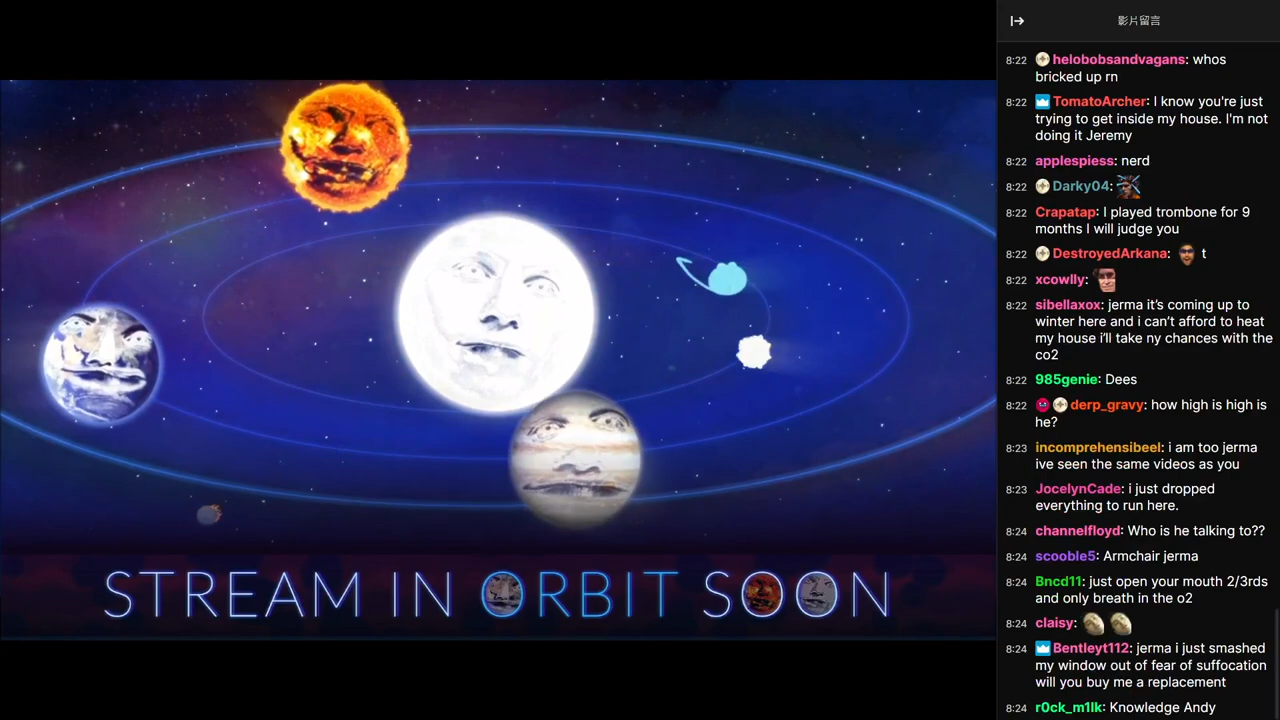 影片留言
8:22 helobobsandvagans: whos
bricked up rn
8:22 TomatoArcher: I know you're just
trying to get inside my house. I'm not
doing it Jeremy
8:22 applespiess: nerd
8:22 Darky04:
8:22 Crapatap: I played trombone for 9
months I will judge you
8:22 DestroyedArkana: t
8:22 xcowlly:
8:22 sibellaxox: jerma it’s coming up to
winter here and i can’t afford to heat
my house i’ll take ny chances with the
co2
8:22 985genie: Dees
8:22 derp_gravy: how high is high is
he?
8:23 incomprehensibeel: i am too jerma
ive seen the same videos as you
8:23 JocelynCade: i just dropped
everything to run here.
8:24 channelfloyd: Who is he talking to??
8:24 scooble5: Armchair jerma
8:24 Bncd11: just open your mouth 2/3rds
and only breath in the o2
8:24 claisy:
8:24 Bentleyt112: jerma i just smashed
my window out of fear of suffocation
will you buy me a replacement
8:24 r0ck_m1lk: Knowledge Andy
STREAM IN ORBIT SOON